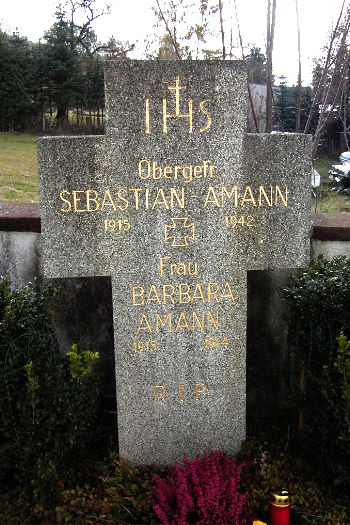 IHS
Obergefr.
SEBASTIAN AMANN
1915 1942
Frau
BARBARA
AMANN
R I P